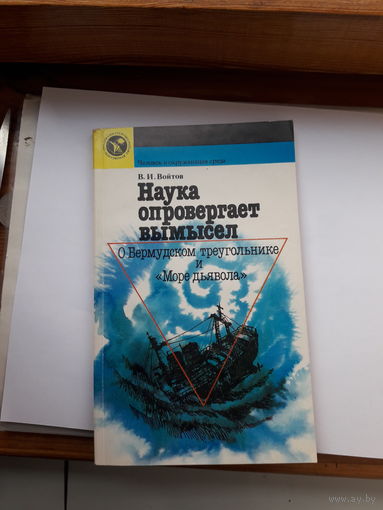 Человек и окружающая среда
В. И. Войтов
Наука
опровергает
вымысел
О Бермудском треугольнике
и
«Море дьявола»
www.ay.by